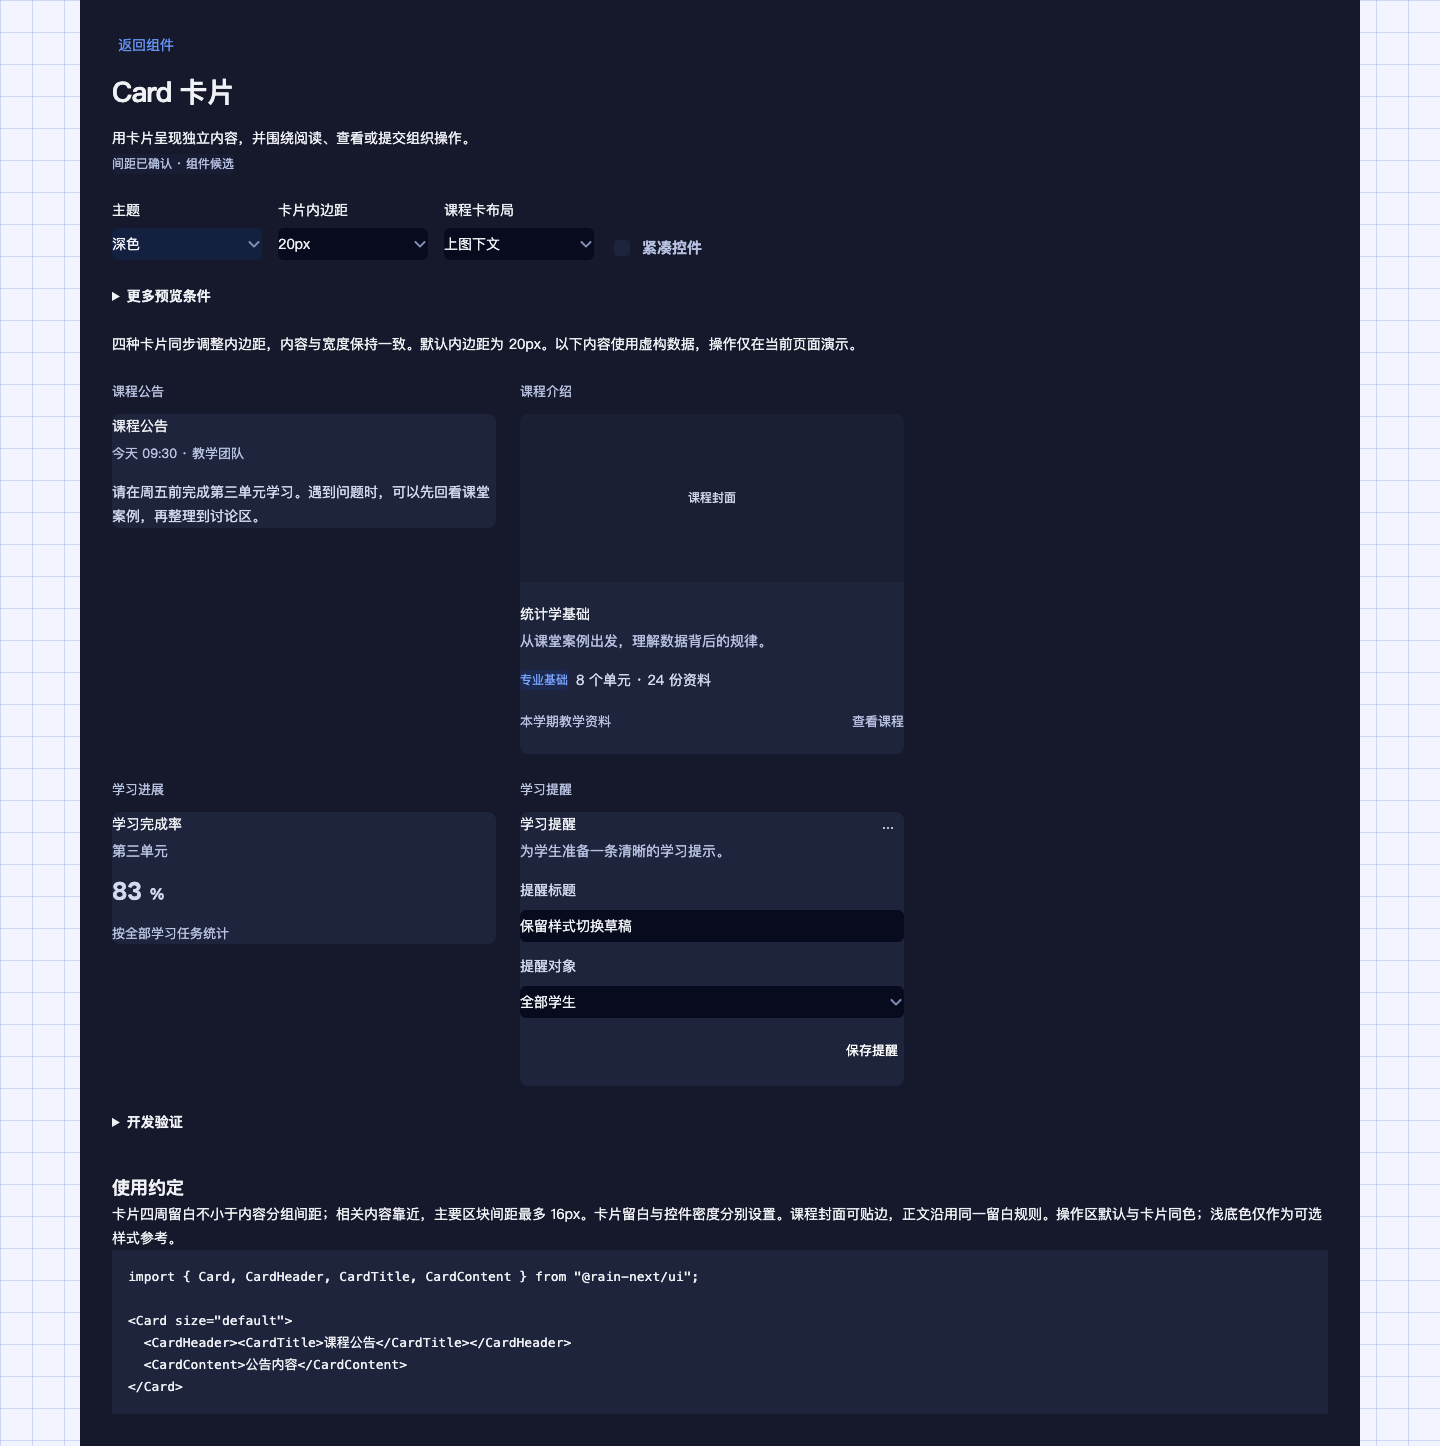 返回组件
Card 卡片
用卡片呈现独立内容，并围绕阅读、查看或提交组织操作。
间距已确认 · 组件候选
主题
卡片内边距
课程卡布局
深色
20px
上图下文
紧凑控件
更多预览条件
四种卡片同步调整内边距，内容与宽度保持一致。默认内边距为 20px。以下内容使用虚构数据，操作仅在当前页面演示。
课程公告
课程公告
今天 09:30 · 教学团队
请在周五前完成第三单元学习。遇到问题时，可以先回看课堂
案例，再整理到讨论区。
课程介绍
课程封面
统计学基础
从课堂案例出发，理解数据背后的规律。
专业基础 8 个单元 · 24 份资料
本学期教学资料 查看课程
学习进展
学习完成率
第三单元
83 %
按全部学习任务统计
学习提醒
学习提醒 ...
为学生准备一条清晰的学习提示。
提醒标题
保留样式切换草稿
提醒对象
全部学生
保存提醒
开发验证
使用约定
卡片四周留白不小于内容分组间距；相关内容靠近，主要区块间距最多 16px。卡片留白与控件密度分别设置。课程封面可贴边，正文沿用同一留白规则。操作区默认与卡片同色；浅底色仅作为可选
样式参考。
import { Card, CardHeader, CardTitle, CardContent } from "@rain-next/ui";
<Card size="default">
  <CardHeader><CardTitle>课程公告</CardTitle></CardHeader>
  <CardContent>公告内容</CardContent>
</Card>